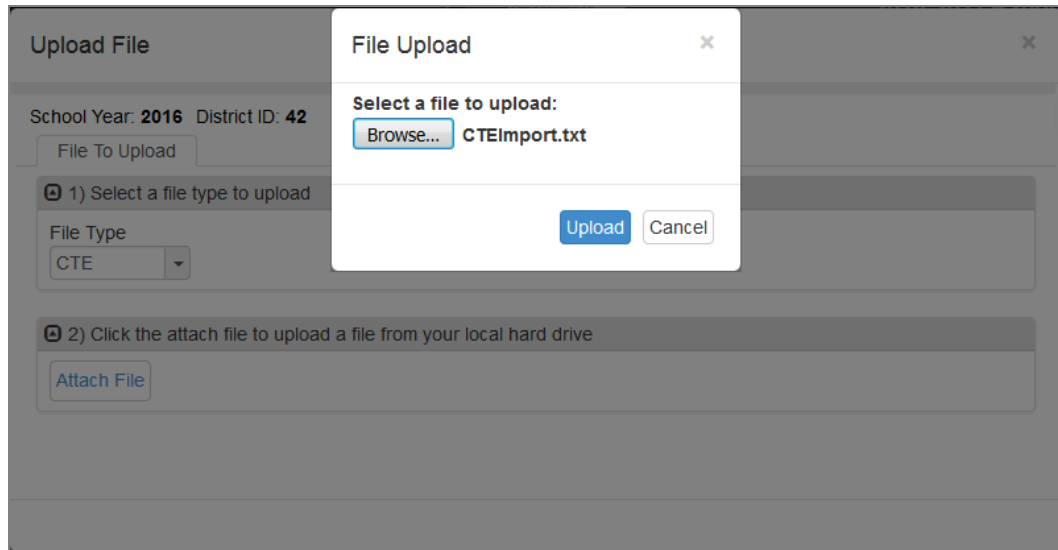 Upload File
×
School Year: 2016 District ID: 42
File To Upload
1) Select a file type to upload
File Type
CTE
2) Click the attach file to upload a file from your local hard drive
Attach File
File Upload
×
Select a file to upload:
Browse... CTEImport.txt
Upload Cancel